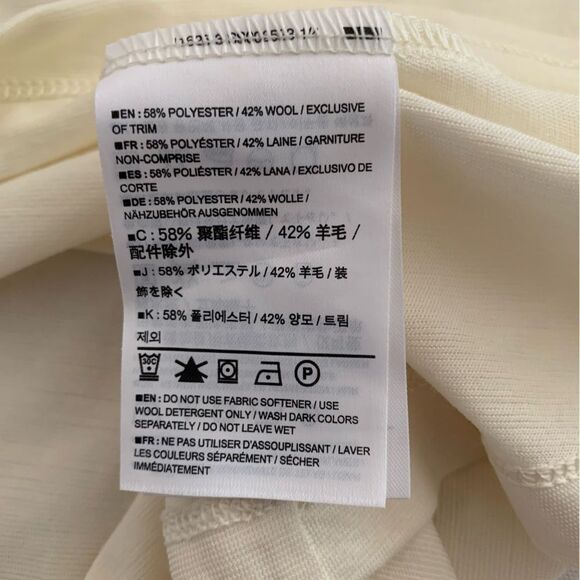 ■EN : 58% POLYESTER / 42% WOOL / EXCLUSIVE
OF TRIM
■FR : 58% POLYÉSTER / 42% LAINE / GARNITURE
NON-COMPRISE
■ES : 58% POLIÉSTER / 42% LANA / EXCLUSIVO DE
CORTE
■DE : 58% POLYESTER / 42% WOLLE /
NÄHZUBEHÖR AUSGENOMMEN
■C : 58% 聚酯纤维 / 42% 羊毛 /
配件除外
■J : 58% ポリエステル / 42% 羊毛 / 装
飾を除く
■K : 58% 폴리에스터 / 42% 양모 / 트림
제외
30C P
■EN : DO NOT USE FABRIC SOFTENER / USE
WOOL DETERGENT ONLY / WASH DARK COLORS
SEPARATELY / DO NOT LEAVE WET
■FR : NE PAS UTILISER D'ASSOUPLISSANT / LAVER
LES COULEURS SÉPARÉMENT / SÉCHER
IMMÉDIATEMENT